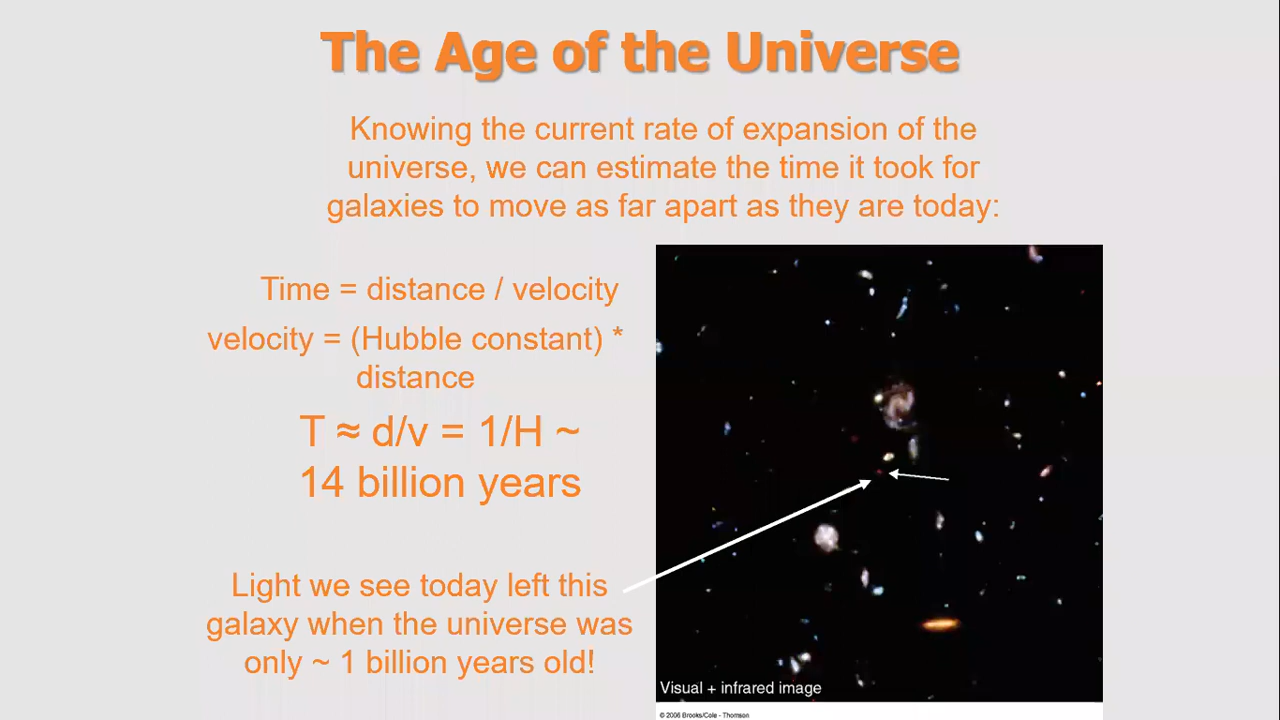 The Age of the Universe
Knowing the current rate of expansion of the
universe, we can estimate the time it took for
galaxies to move as far apart as they are today:
Time = distance / velocity
velocity = (Hubble constant) *
distance
T ≈ d/v = 1/H ~
14 billion years
Light we see today left this
galaxy when the universe was
only ~ 1 billion years old!
Visual + infrared image
© 2006 Brooks/Cole - Thomson